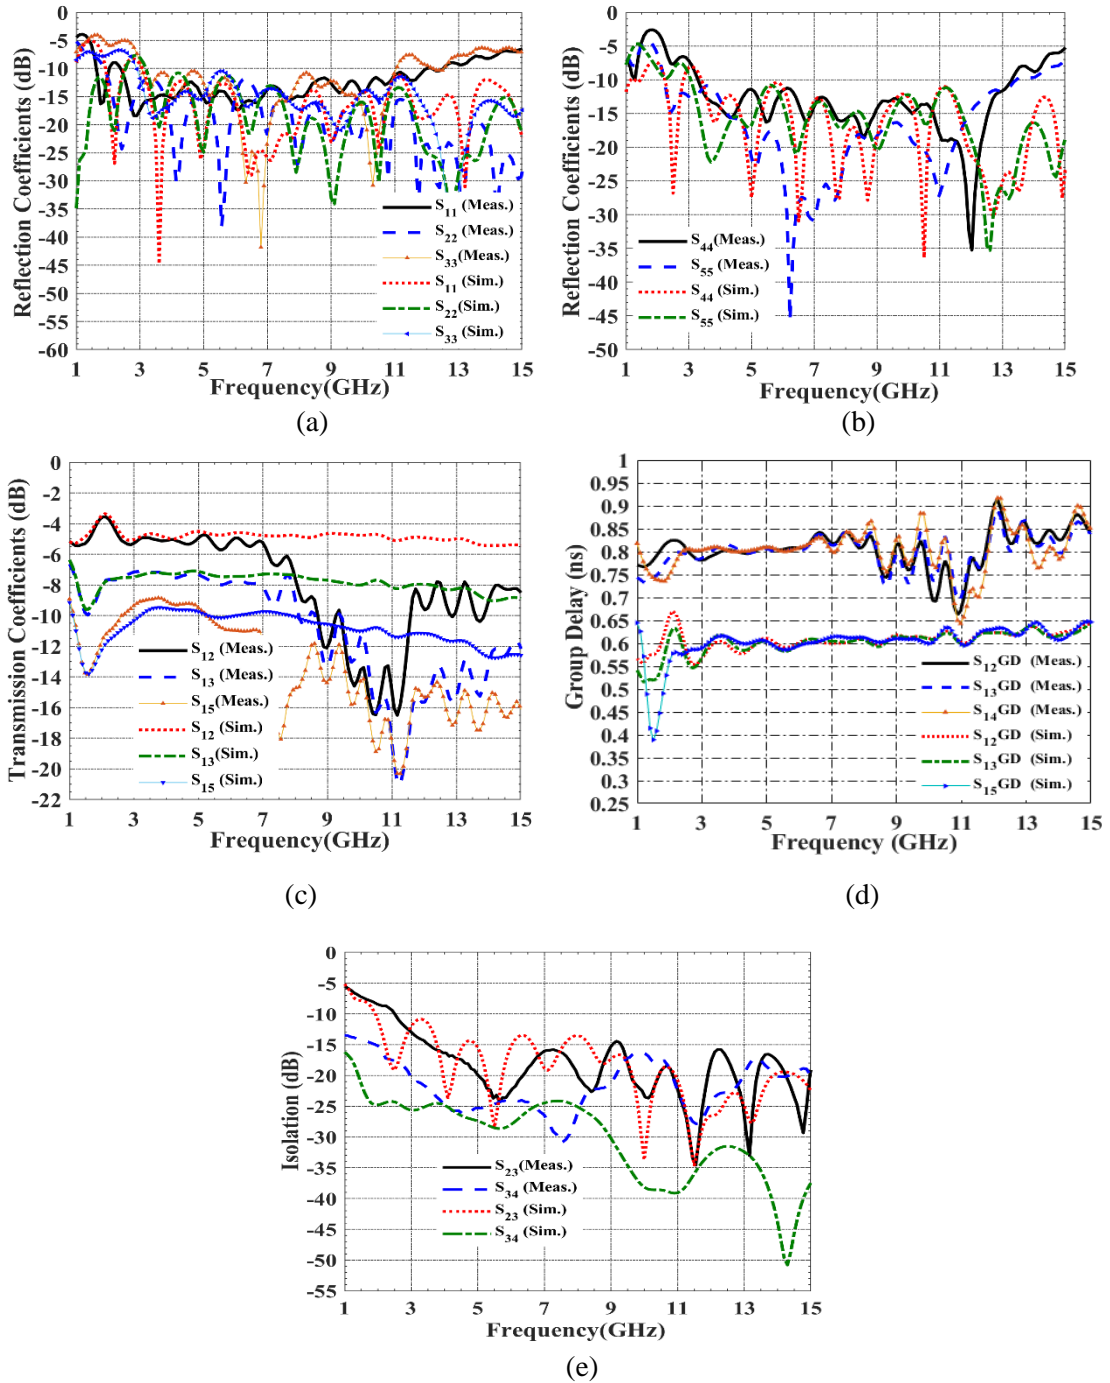 0
-5
-10
-15
-20
-25
-30
-35
-40
-45
-50
-55
-60
Reflection Coefficients (dB)
S11 (Meas.)
S22 (Meas.)
S33(Meas.)
S11 (Sim.)
S22(Sim.)
S33 (Sim.)
1 3 5 7 9 11 13 15
Frequency(GHz)
(a)
0
-5
-10
-15
-20
-25
-30
-35
-40
-45
-50
Reflection Coefficients (dB)
S44(Meas.)
S55 (Meas.)
S44 (Sim.)
S55 (Sim.)
1 3 5 7 9 11 13 15
Frequency(GHz)
(b)
0
-2
-4
-6
-8
-10
-12
-14
-16
-18
-20
-22
Transmission Coefficients (dB)
S12 (Meas.)
S13 (Meas.)
S15(Meas.)
S12 (Sim.)
S13(Sim.)
S15 (Sim.)
1 3 5 7 9 11 13 15
Frequency(GHz)
(c)
1
0.95
0.9
0.85
0.8
0.75
0.7
0.65
0.6
0.55
0.5
0.45
0.4
0.35
0.3
0.25
Group Delay (ns)
S12GD (Meas.)
S13GD (Meas.)
S14GD (Meas.)
S12GD (Sim.)
S13GD (Sim.)
S15GD (Sim.)
1 3 5 7 9 11 13 15
Frequency (GHz)
(d)
0
-5
-10
-15
-20
-25
-30
-35
-40
-45
-50
-55
Isolation (dB)
S23(Meas.)
S34 (Meas.)
S23 (Sim.)
S34 (Sim.)
1 3 5 7 9 11 13 15
Frequency(GHz)
(e)